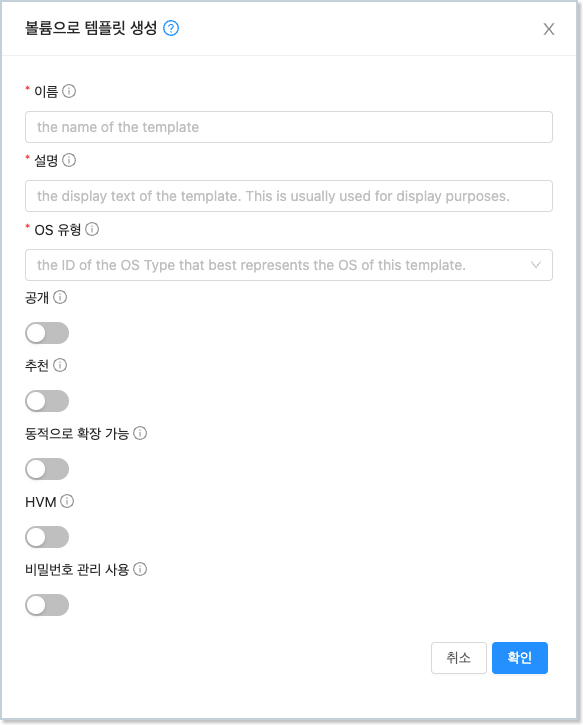 볼륨으로 템플릿 생성
* 이름
the name of the template
* 설명
the display text of the template. This is usually used for display purposes.
* OS 유형
the ID of the OS Type that best represents the OS of this template.
공개
추천
동적으로 확장 가능
HVM
비밀번호 관리 사용
취소 확인